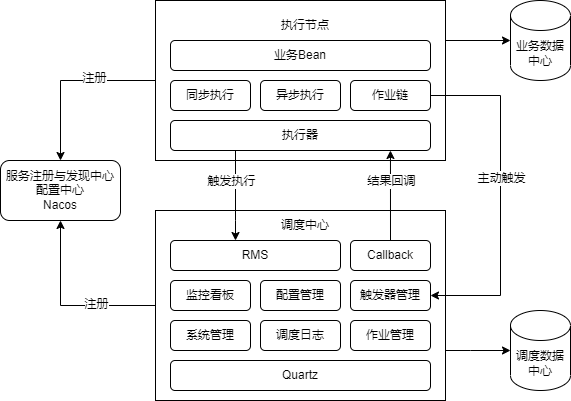 执行节点
业务Bean
业务数据
中心
注册
同步执行
异步执行
作业链
执行器
服务注册与发现中心
配置中心
Nacos
触发执行
结果回调
主动触发
调度中心
RMS
Callback
监控看板
配置管理
触发器管理
注册
系统管理
调度日志
作业管理
调度数据
中心
Quartz